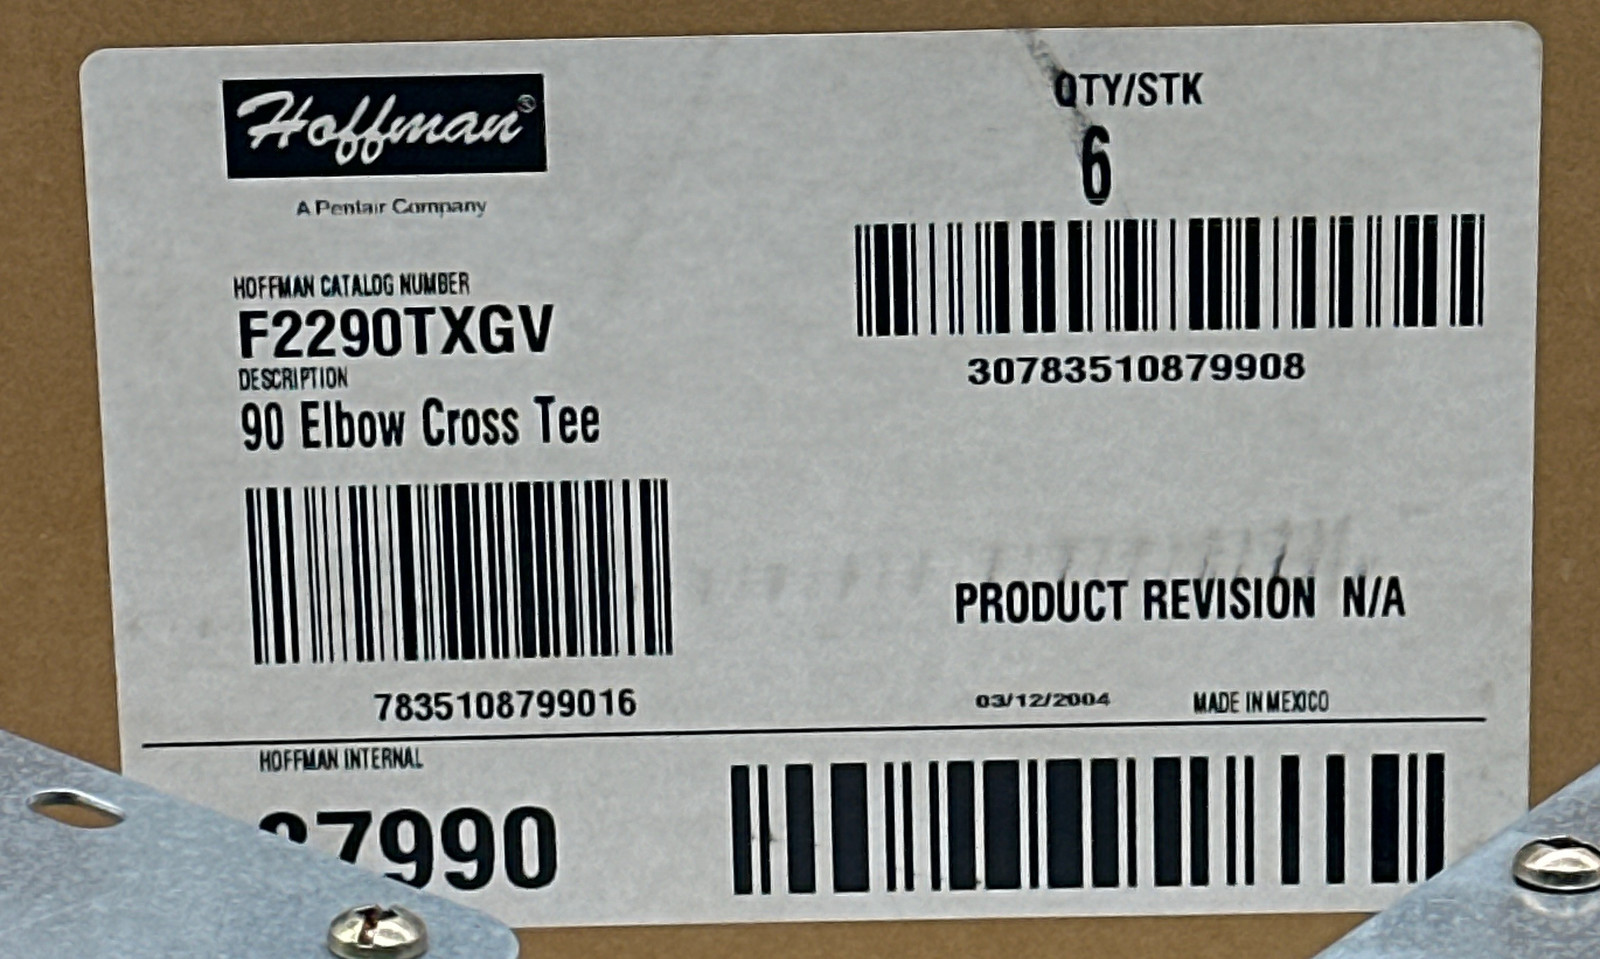 Hoffman®
A Pentair Company
HOFFMAN CATALOG NUMBER
F2290TXGV
DESCRIPTION
90 Elbow Cross Tee
7835108799016
QTY/STK
6
30783510879908
PRODUCT REVISION N/A
03/12/2004 MADE IN MEXICO
HOFFMAN INTERNAL
7990